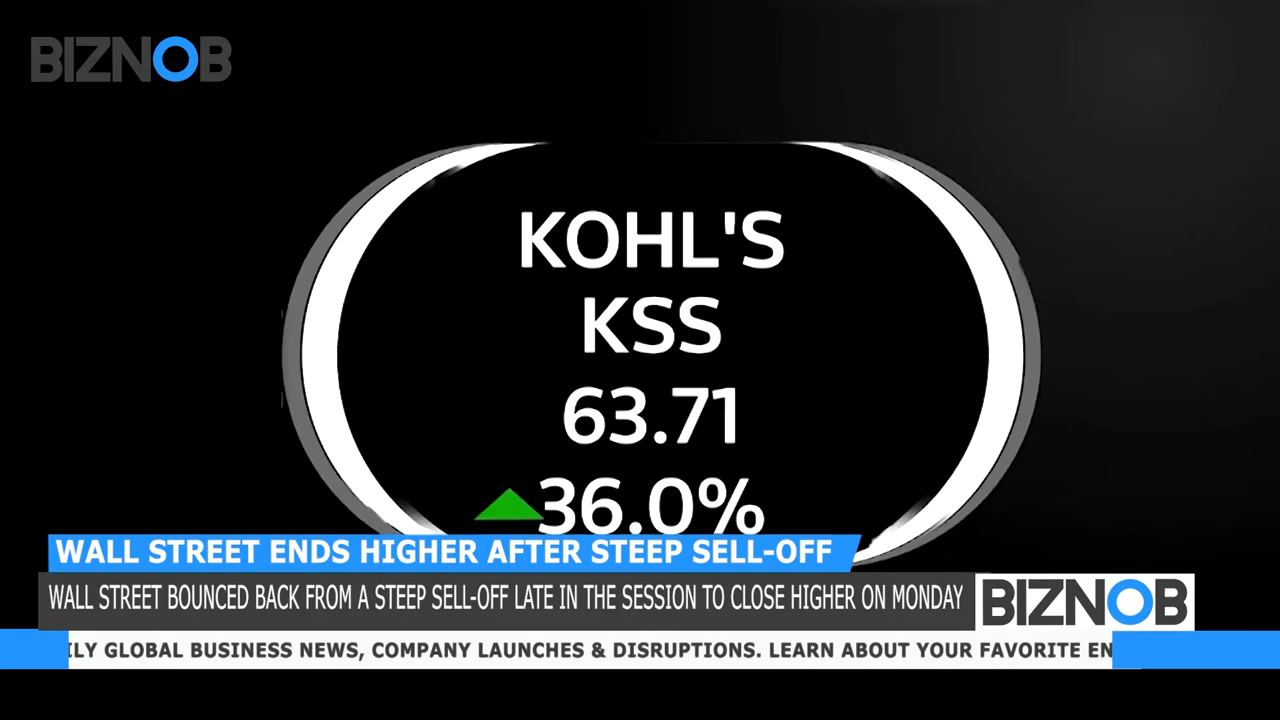 BIZNOB
KOHL'S
KSS
63.71
36.0%
WALL STREET ENDS HIGHER AFTER STEEP SELL-OFF
WALL STREET BOUNCED BACK FROM A STEEP SELL-OFF LATE IN THE SESSION TO CLOSE HIGHER ON MONDAY
BIZNOB
GLOBAL BUSINESS NEWS, COMPANY LAUNCHES & DISRUPTIONS. LEARN ABOUT YOUR FAVORITE